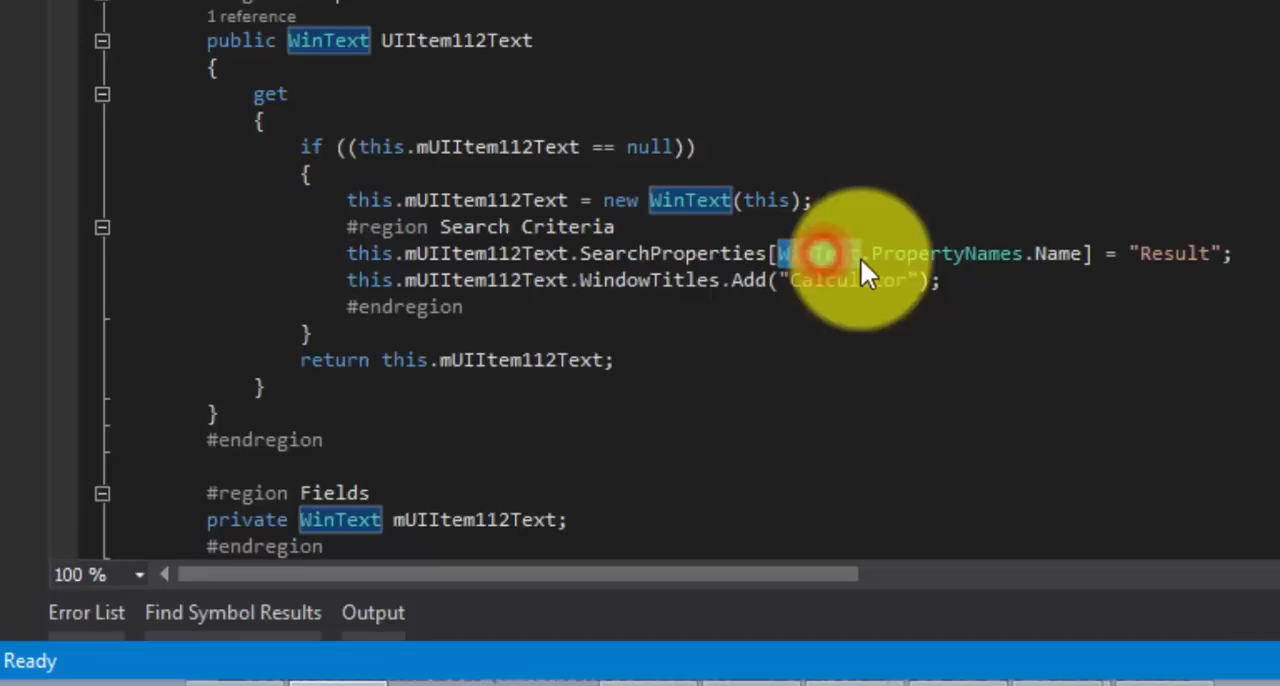 1 reference
public WinText UIItem112Text
{
get
{
if ((this.mUIItem112Text == null))
{
this.mUIItem112Text = new WinText(this);
#region Search Criteria
this.mUIItem112Text.SearchProperties[WinText.PropertyNames.Name] = "Result";
this.mUIItem112Text.WindowTitles.Add("Calculator");
#endregion
}
return this.mUIItem112Text;
}
}
#endregion
#region Fields
private WinText mUIItem112Text;
#endregion
100 %
Error List Find Symbol Results Output
Ready